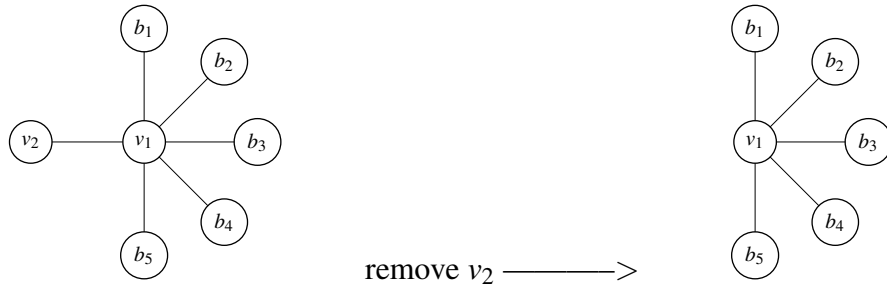 b₁ b₁
b₂ b₂
v₂ v₁ b₃ v₁ b₃
b₄ b₄
b₅ b₅
remove v₂ ———–>